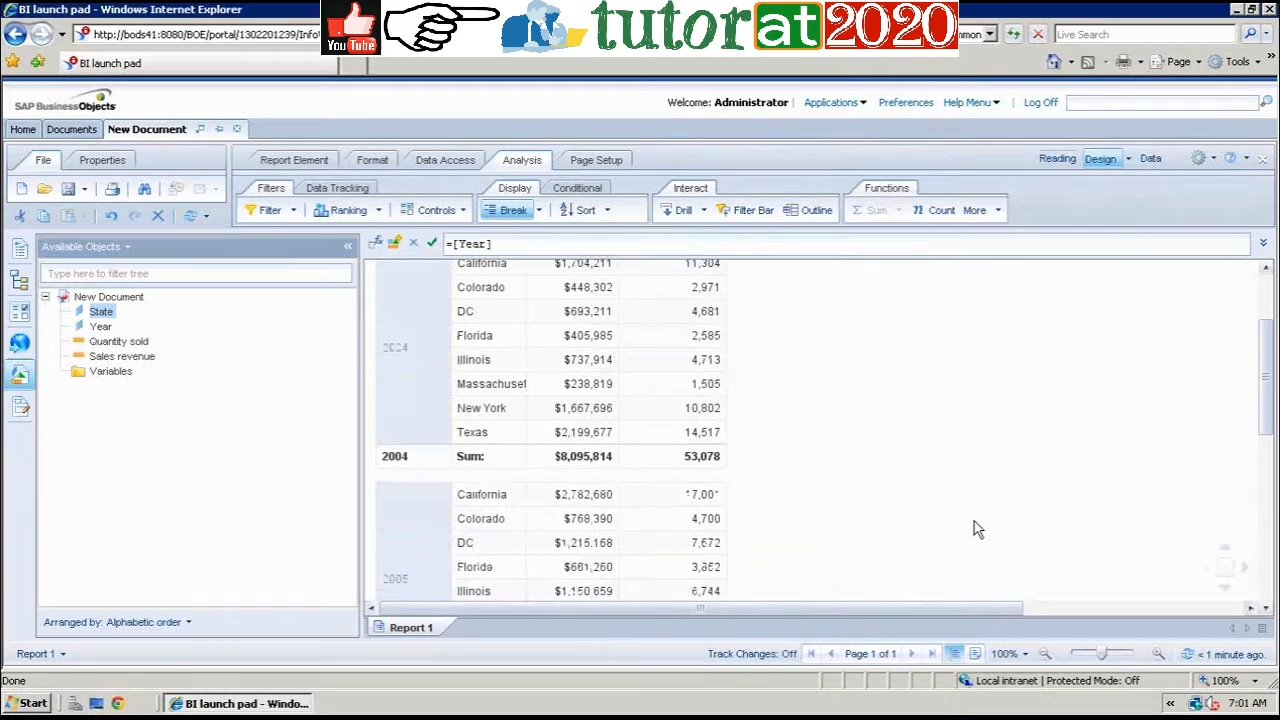 BI launch pad - Windows Internet Explorer
http://bods41:8080/BOE/portal/1302201239/Info
mmon
Live Search
YouTube
tutorat2020
BI launch pad
Page
Tools
SAP BusinessObjects
Welcome: Administrator
Applications
Preferences
Help Menu
Log Off
Home
Documents
New Document
File
Properties
Report Element
Format
Data Access
Analysis
Page Setup
Reading
Design
Data
Filters
Data Tracking
Display
Conditional
Interact
Functions
Filter
Ranking
Controls
Break
Sort
Drill
Filter Bar
Outline
Sum
Count
More
Available Objects
=[Year]
Type here to filter tree
New Document
State
Year
Quantity sold
Sales revenue
Variables
Arranged by: Alphabetic order
California $1,704,211 11,304
Colorado $448,302 2,971
DC $693,211 4,681
Florida $405,985 2,585
2004
Illinois $737,914 4,713
Massachuset $238,819 1,505
New York $1,667,696 10,802
Texas $2,199,677 14,517
2004 Sum: $8,095,814 53,078
California $2,782,680 17,001
Colorado $768,390 4,700
DC $1,215,168 7,672
Florida $661,260
2005
Illinois $1,150,659 6,744
Report 1
Report 1
Track Changes: Off
Page 1 of 1
100%
< 1 minute ago.
Done
Local intranet | Protected Mode: Off
100%
Start
BI launch pad - Windo...
7:01 AM